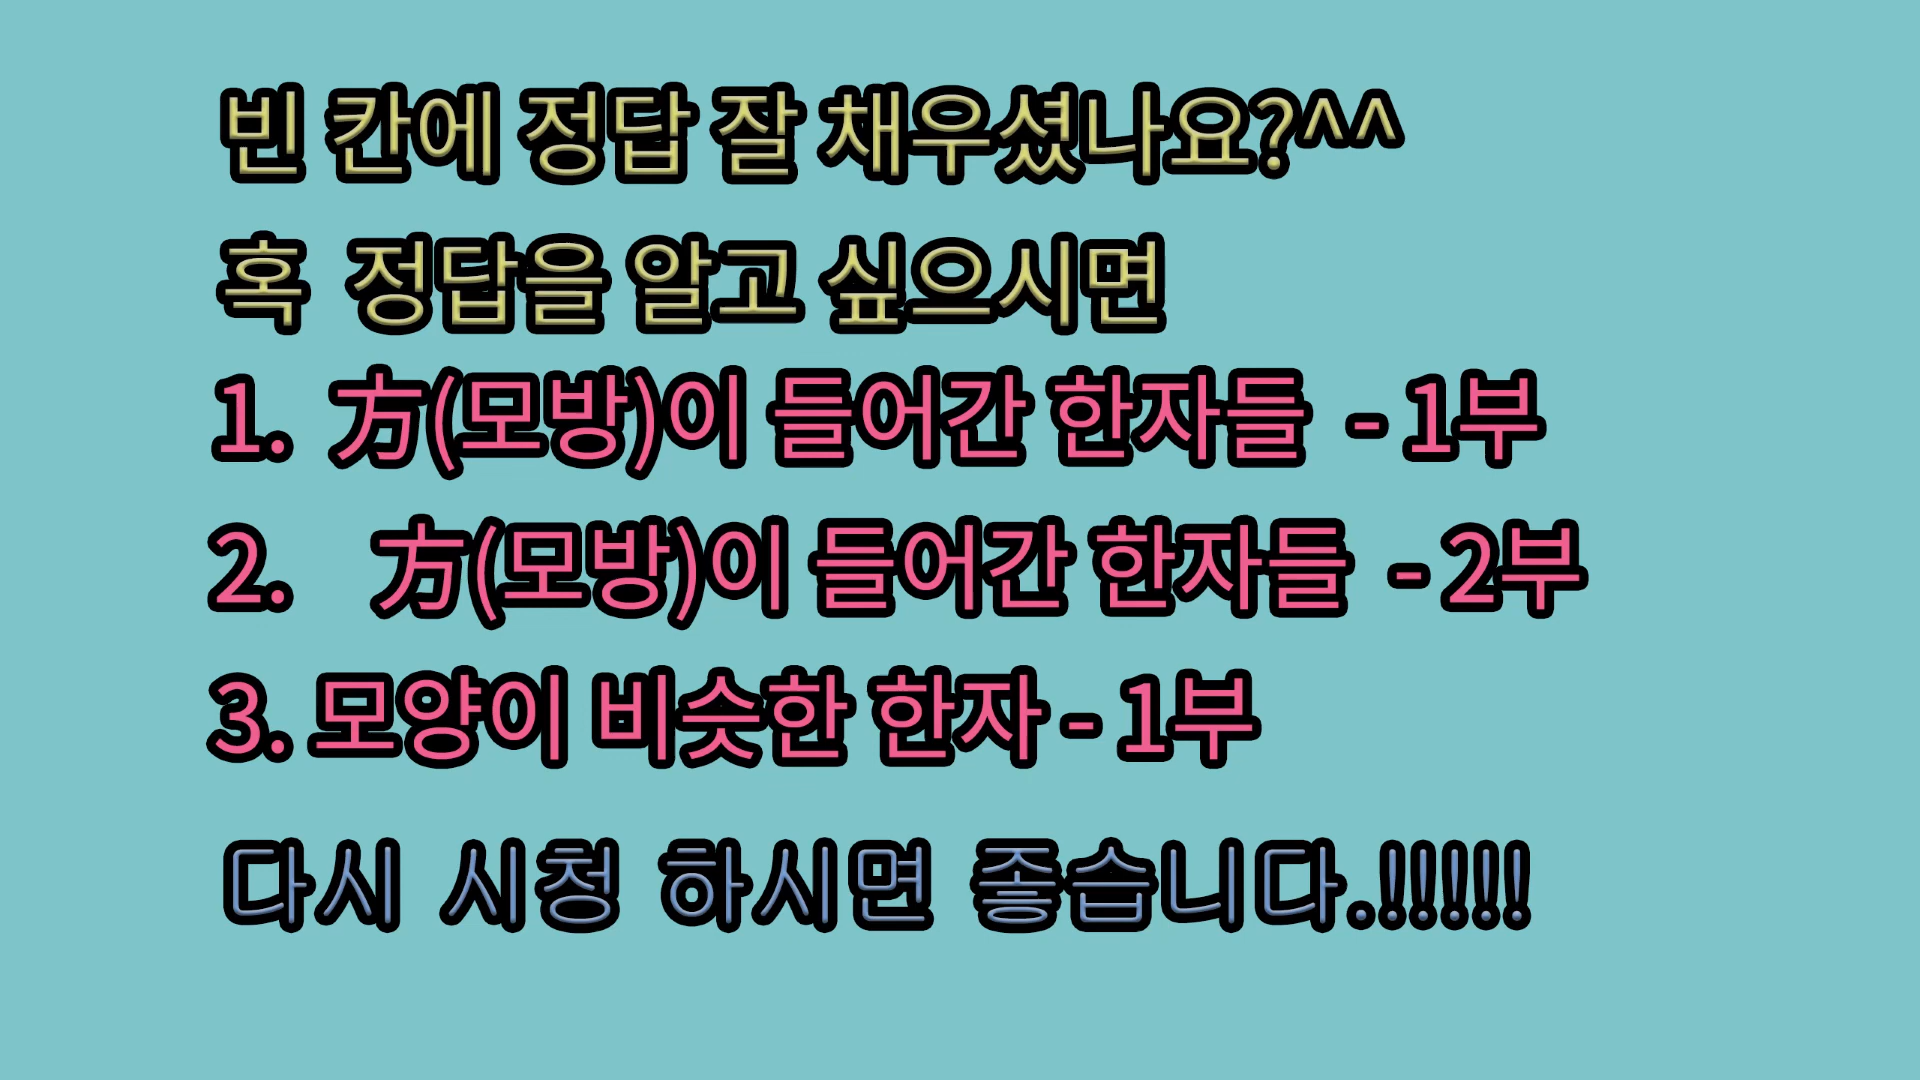 빈 칸에 정답 잘 채우셨나요?^^
혹 정답을 알고 싶으시면
1. 方(모방)이 들어간 한자들 - 1부
2. 方(모방)이 들어간 한자들 - 2부
3. 모양이 비슷한 한자 - 1부
다시 시청 하시면 좋습니다.!!!!!